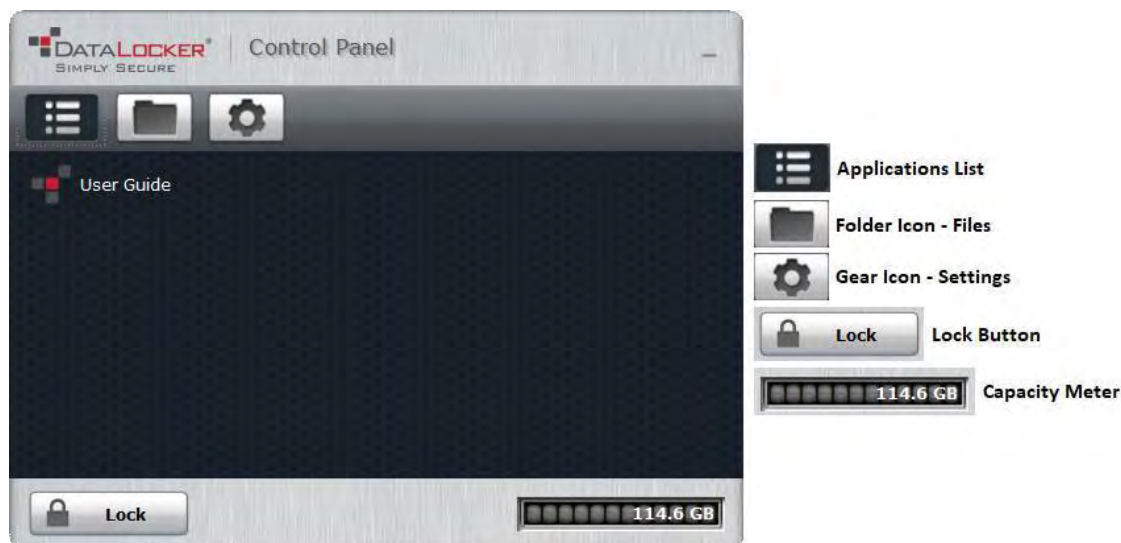 DATALOCKER® Control Panel
SIMPLY SECURE
User Guide
Lock
114.6 GB
Applications List
Folder Icon - Files
Gear Icon - Settings
Lock Lock Button
114.6 GB Capacity Meter